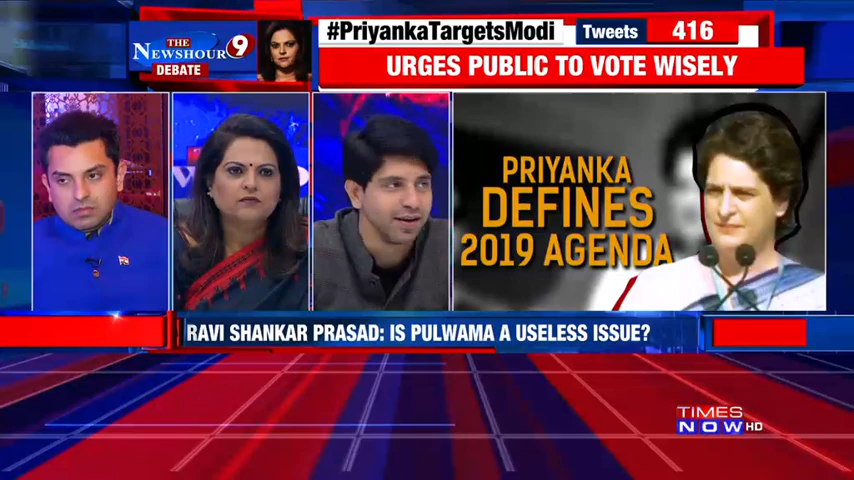 THE
NEWSHOUR 9
DEBATE
#PriyankaTargetsModi Tweets 416
URGES PUBLIC TO VOTE WISELY
PRIYANKA
DEFINES
2019 AGENDA
RAVI SHANKAR PRASAD: IS PULWAMA A USELESS ISSUE?
TIMES
NOW HD